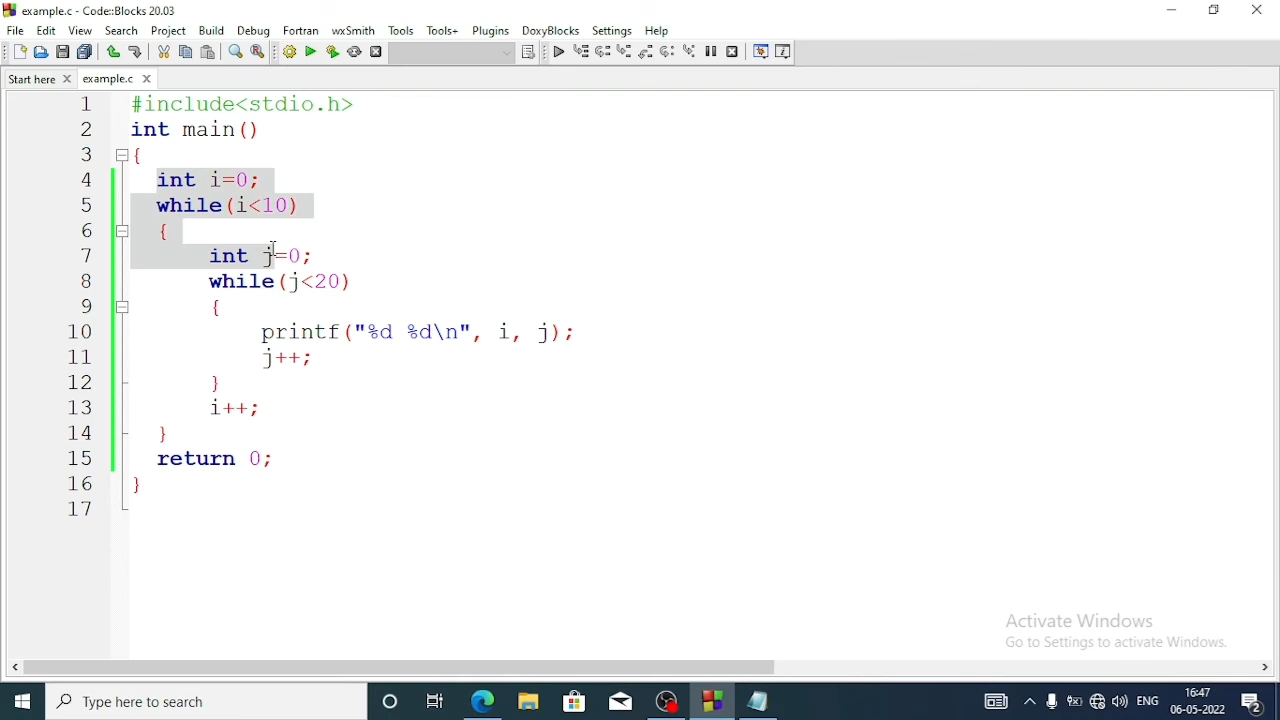 example.c - Code::Blocks 20.03
File Edit View Search Project Build Debug Fortran wxSmith Tools Tools+ Plugins DoxyBlocks Settings Help
Start here example.c
1 #include<stdio.h>
2 int main()
3 {
4 int i=0;
5 while(i<10)
6 {
7 int j=0;
8 while(j<20)
9 {
10 printf("%d %d\n", i, j);
11 j++;
12 }
13 i++;
14 }
15 return 0;
16 }
17
Activate Windows
Go to Settings to activate Windows.
Type here to search
ENG
16:47
06-05-2022
2